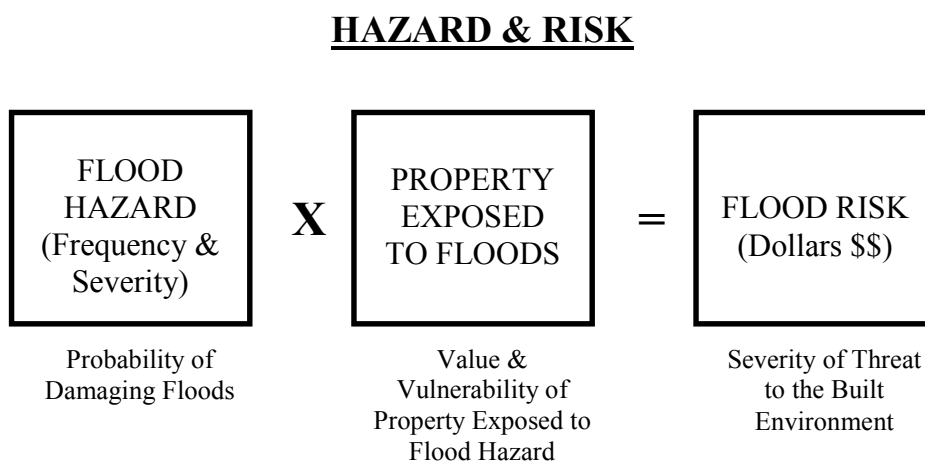 HAZARD & RISK
FLOOD
HAZARD
(Frequency &
Severity)
X
PROPERTY
EXPOSED
TO FLOODS
=
FLOOD RISK
(Dollars $$)
Probability of
Damaging Floods
Value &
Vulnerability of
Property Exposed to
Flood Hazard
Severity of Threat
to the Built
Environment